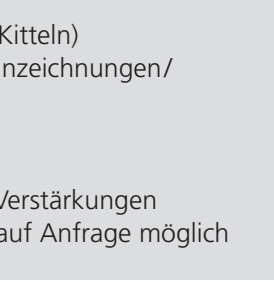 Kitteln)
nzeichnungen/
Verstärkungen
auf Anfrage möglich